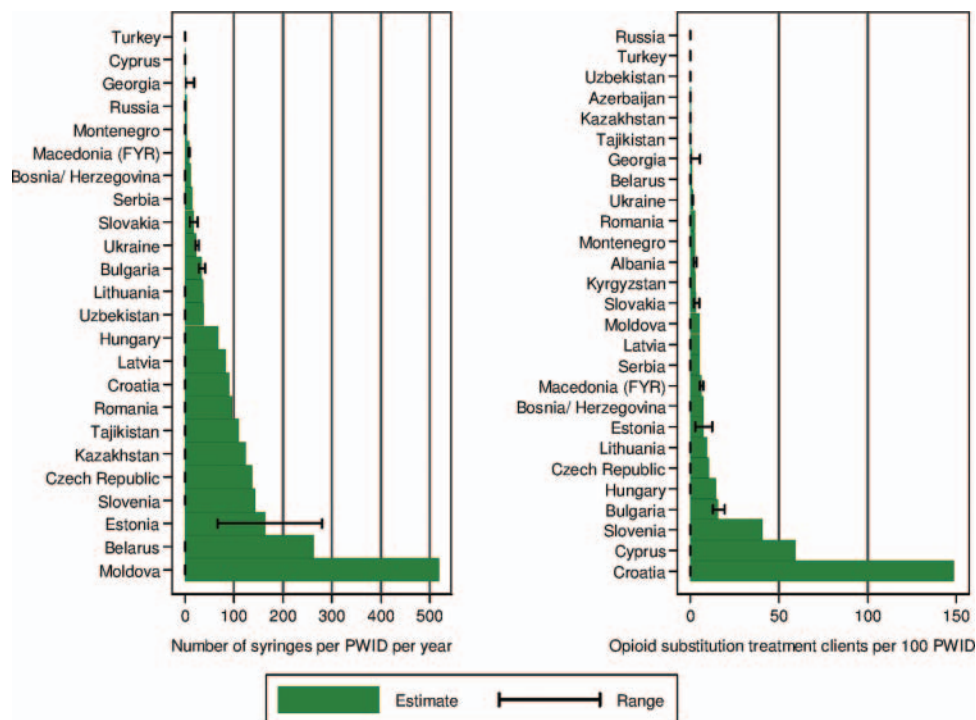 Turkey
Cyprus
Georgia
Russia
Montenegro
Macedonia (FYR)
Bosnia/ Herzegovina
Serbia
Slovakia
Ukraine
Bulgaria
Lithuania
Uzbekistan
Hungary
Latvia
Croatia
Romania
Tajikistan
Kazakhstan
Czech Republic
Slovenia
Estonia
Belarus
Moldova
0 100 200 300 400 500
Number of syringes per PWID per year
Russia
Turkey
Uzbekistan
Azerbaijan
Kazakhstan
Tajikistan
Georgia
Belarus
Ukraine
Romania
Montenegro
Albania
Kyrgyzstan
Slovakia
Moldova
Latvia
Serbia
Macedonia (FYR)
Bosnia/ Herzegovina
Estonia
Lithuania
Czech Republic
Hungary
Bulgaria
Slovenia
Cyprus
Croatia
0 50 100 150
Opioid substitution treatment clients per 100 PWID
Estimate Range